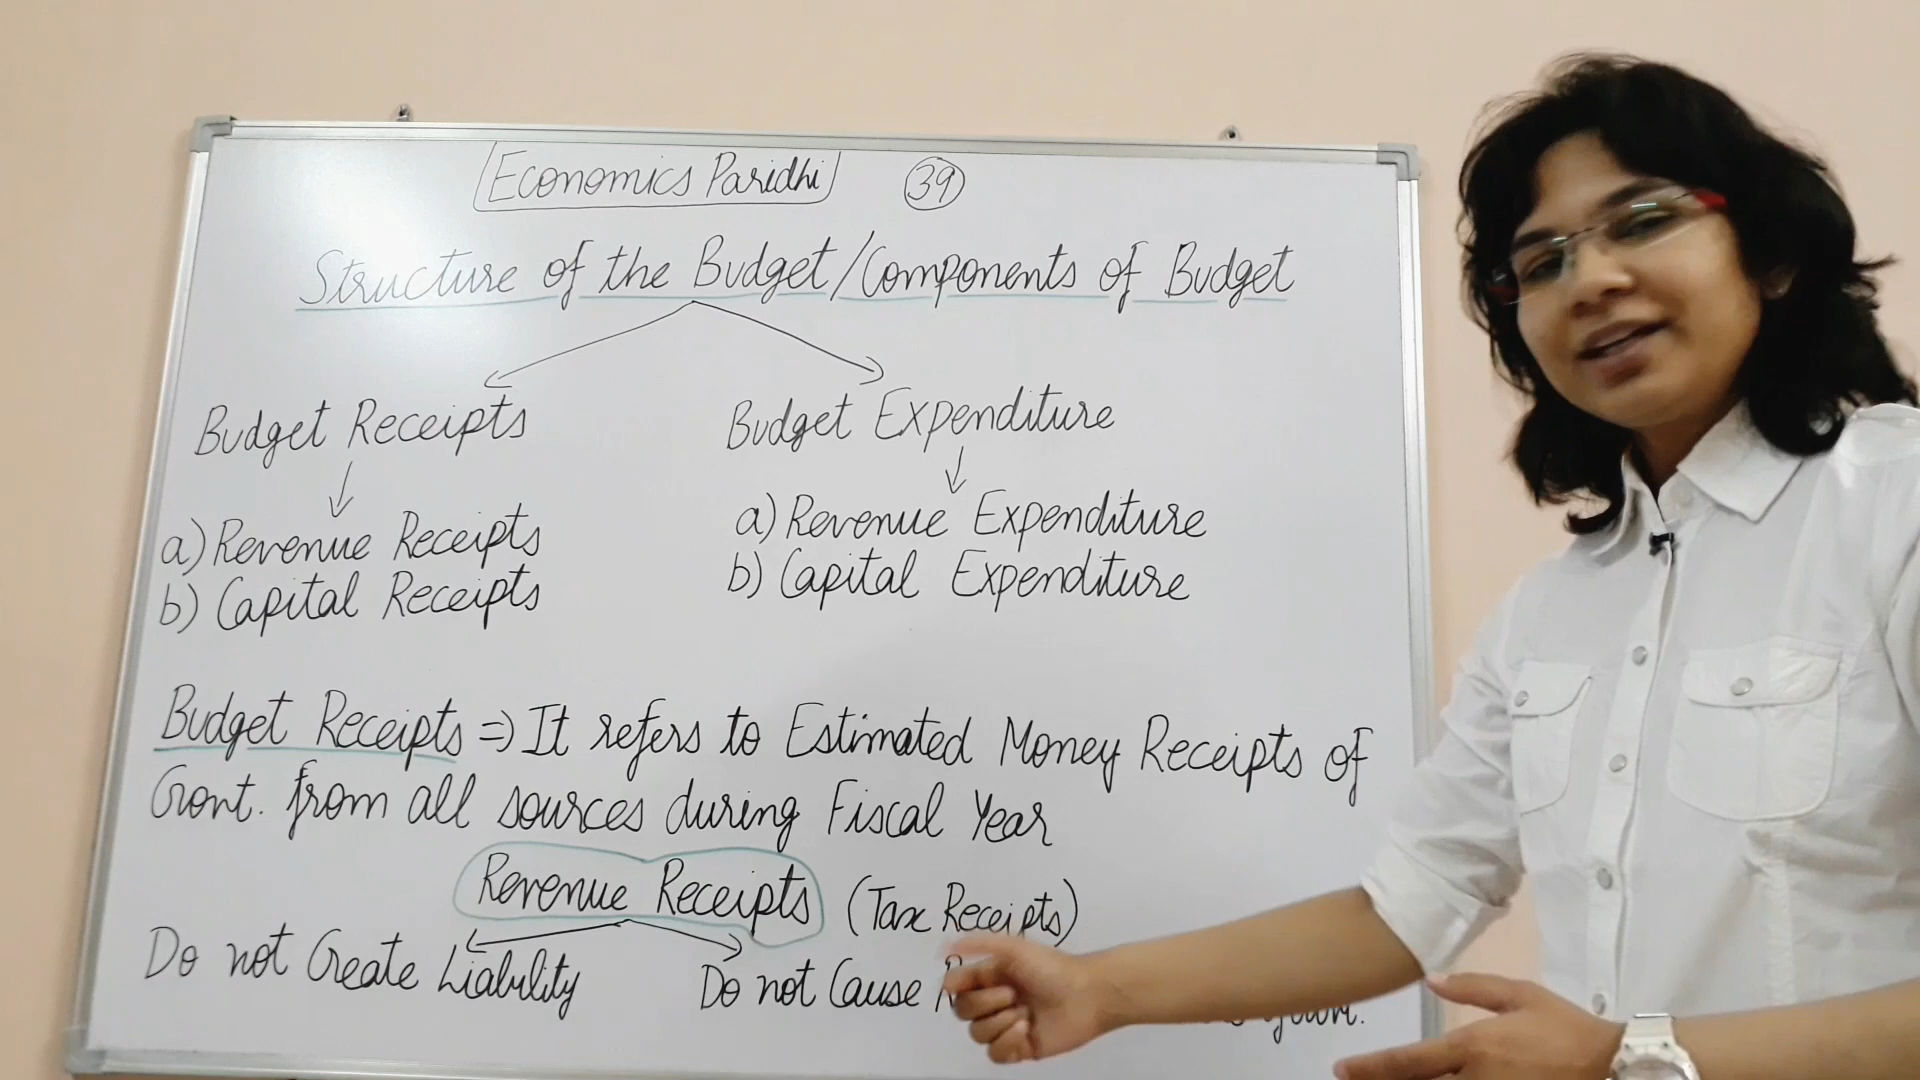 Economics Paridhi 39
Structure of the Budget/Components of Budget
Budget Receipts
Budget Expenditure
a) Revenue Receipts
b) Capital Receipts
a) Revenue Expenditure
b) Capital Expenditure
Budget Receipts ⇒ It refers to Estimated Money Receipts of
Govt. from all sources during Fiscal Year
Revenue Receipts (Tax Receipts)
Do not Create Liability
Do not Cause